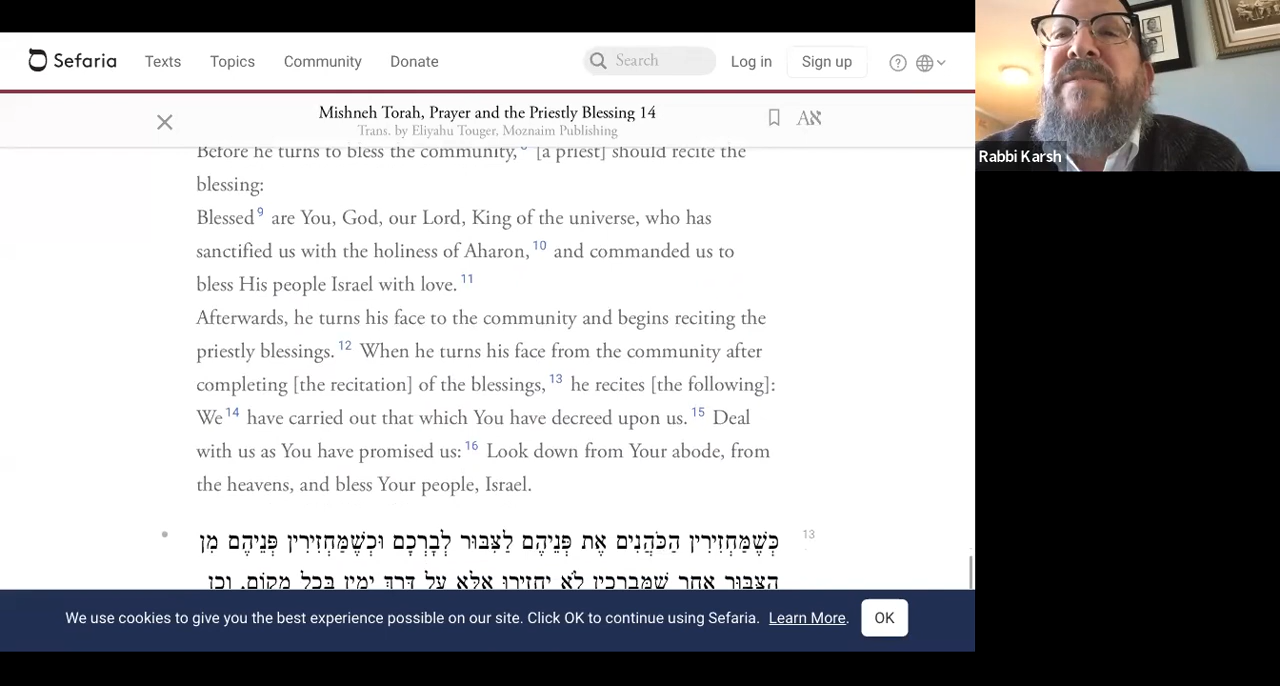 Sefaria Texts Topics Community Donate Search Log in Sign up
Mishneh Torah, Prayer and the Priestly Blessing 14
Trans. by Eliyahu Touger, Moznaim Publishing
Rabbi Karsh
Before he turns to bless the community, [a priest] should recite the
blessing:
Blessed 9 are You, God, our Lord, King of the universe, who has
sanctified us with the holiness of Aharon, 10 and commanded us to
bless His people Israel with love. 11
Afterwards, he turns his face to the community and begins reciting the
priestly blessings. 12 When he turns his face from the community after
completing [the recitation] of the blessings, 13 he recites [the following]:
We 14 have carried out that which You have decreed upon us. 15 Deal
with us as You have promised us: 16 Look down from Your abode, from
the heavens, and bless Your people, Israel.
כְּשֶׁמַּחְזִירִין הַכֹּהֲנִים אֶת פְּנֵיהֶם לַצִּבּוּר לְבָרְכָם וּכְשֶׁמַּחְזִירִין פְּנֵיהֶם מִן 13
הַצִּבּוּר אַחַר שֶׁמְּבָרְכִין לֹא יַחְזִירוּ אֶלָּא עַל דֶּרֶךְ יָמִין בְּכָל מָקוֹם. וְכֵן
We use cookies to give you the best experience possible on our site. Click OK to continue using Sefaria. Learn More. OK